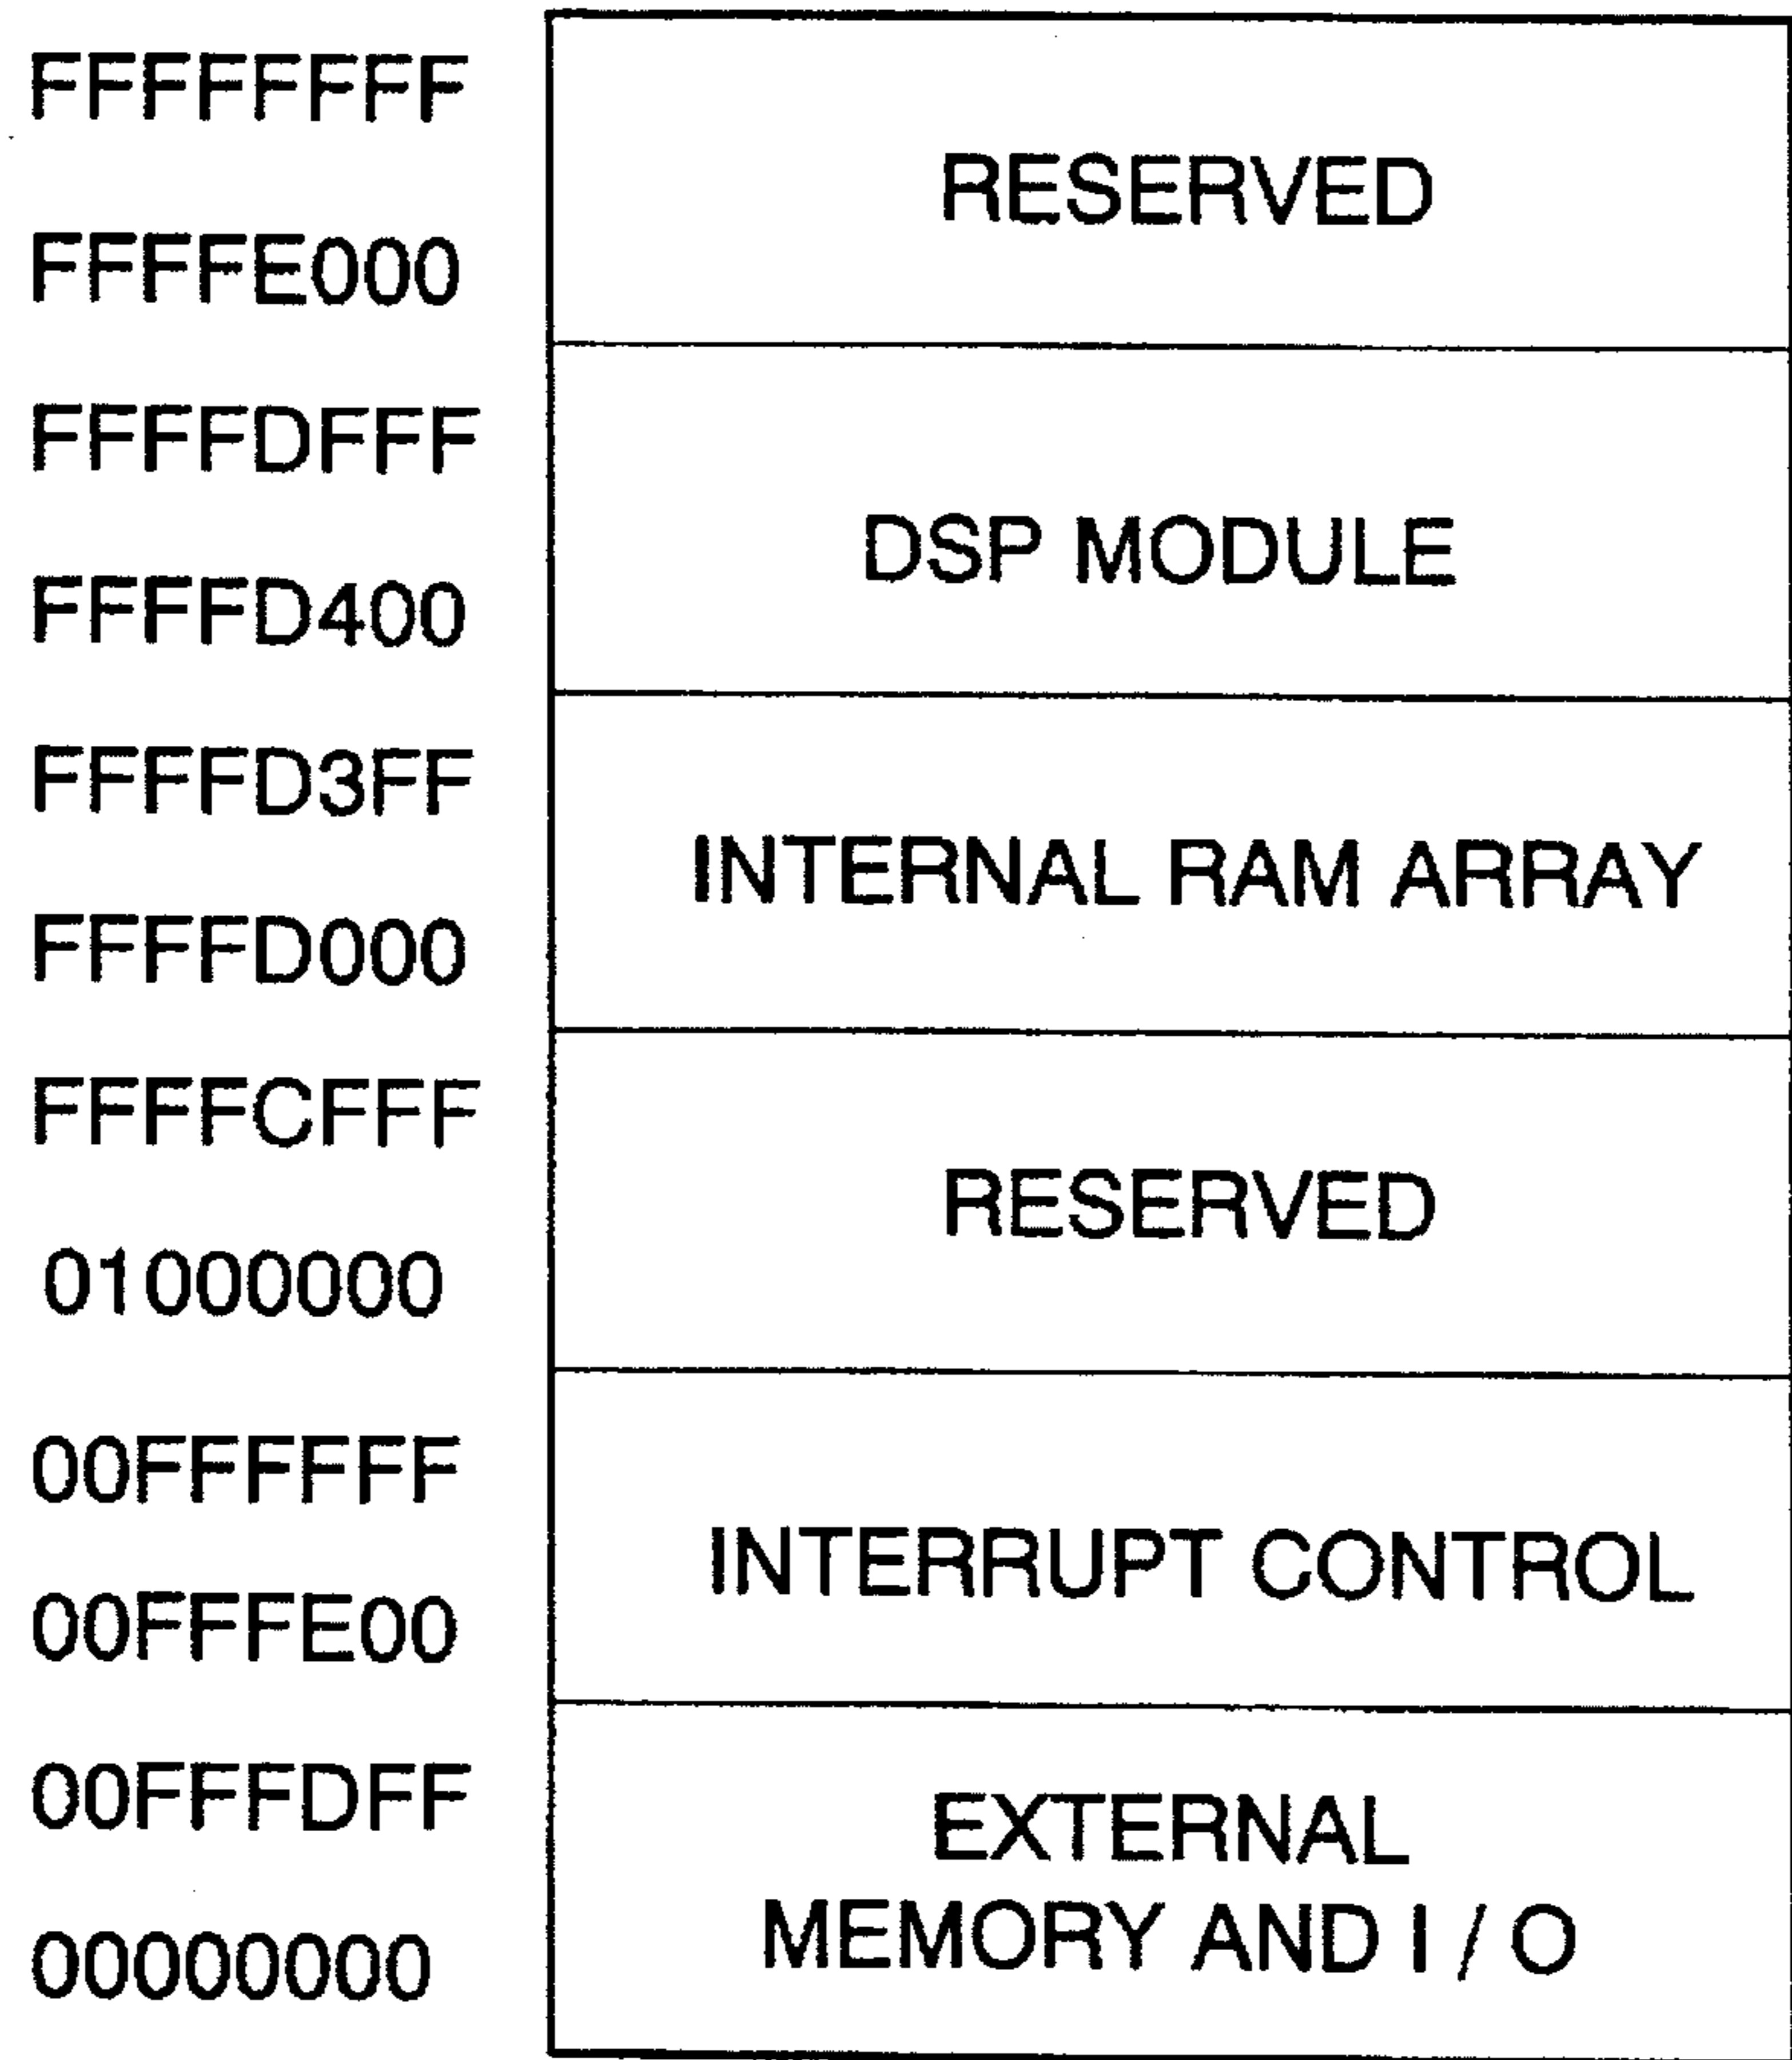 FFFFFFFF
RESERVED
FFFFE000
FFFFDFFF
DSP MODULE
FFFFD400
FFFFD3FF
INTERNAL RAM ARRAY
FFFFD000
FFFFCFFF
RESERVED
01000000
00FFFFFF
INTERRUPT CONTROL
00FFFE00
00FFFDFF
EXTERNAL
MEMORY AND I / O
00000000